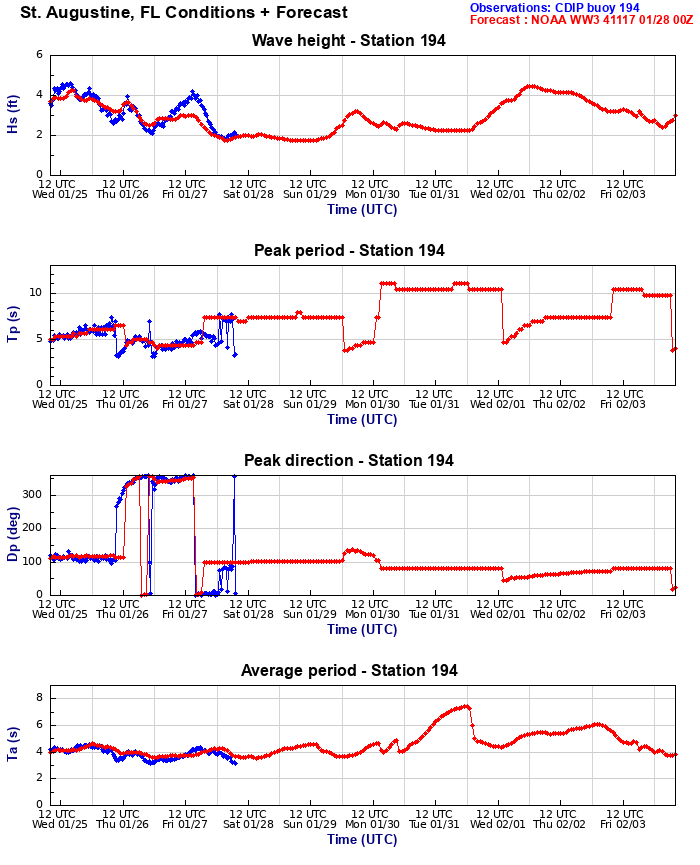 St. Augustine, FL Conditions + Forecast
Observations: CDIP buoy 194
Forecast : NOAA WW3 41117 01/28 00Z
Wave height - Station 194
Hs (ft)
6
4
2
0
12 UTC 12 UTC 12 UTC 12 UTC 12 UTC 12 UTC 12 UTC 12 UTC 12 UTC 12 UTC
Wed 01/25 Thu 01/26 Fri 01/27 Sat 01/28 Sun 01/29 Mon 01/30 Tue 01/31 Wed 02/01 Thu 02/02 Fri 02/03
Time (UTC)
Peak period - Station 194
Tp (s)
10
5
0
12 UTC 12 UTC 12 UTC 12 UTC 12 UTC 12 UTC 12 UTC 12 UTC 12 UTC 12 UTC
Wed 01/25 Thu 01/26 Fri 01/27 Sat 01/28 Sun 01/29 Mon 01/30 Tue 01/31 Wed 02/01 Thu 02/02 Fri 02/03
Time (UTC)
Peak direction - Station 194
Dp (deg)
300
200
100
0
12 UTC 12 UTC 12 UTC 12 UTC 12 UTC 12 UTC 12 UTC 12 UTC 12 UTC 12 UTC
Wed 01/25 Thu 01/26 Fri 01/27 Sat 01/28 Sun 01/29 Mon 01/30 Tue 01/31 Wed 02/01 Thu 02/02 Fri 02/03
Time (UTC)
Average period - Station 194
Ta (s)
8
6
4
2
0
12 UTC 12 UTC 12 UTC 12 UTC 12 UTC 12 UTC 12 UTC 12 UTC 12 UTC 12 UTC
Wed 01/25 Thu 01/26 Fri 01/27 Sat 01/28 Sun 01/29 Mon 01/30 Tue 01/31 Wed 02/01 Thu 02/02 Fri 02/03
Time (UTC)